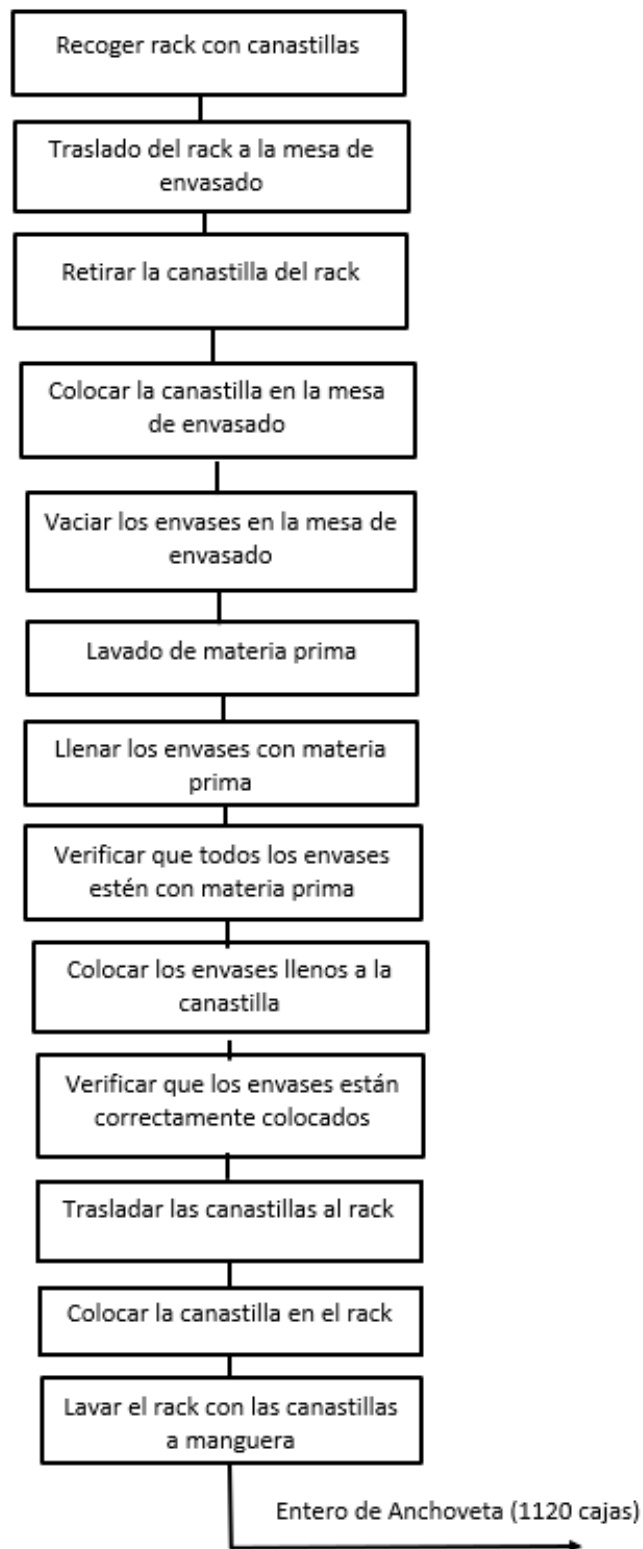 Recoger rack con canastillas
Traslado del rack a la mesa de
envasado
Retirar la canastilla del rack
Colocar la canastilla en la mesa
de envasado
Vaciar los envases en la mesa de
envasado
Lavado de materia prima
Llenar los envases con materia
prima
Verificar que todos los envases
estén con materia prima
Colocar los envases llenos a la
canastilla
Verificar que los envases están
correctamente colocados
Trasladar las canastillas al rack
Colocar la canastilla en el rack
Lavar el rack con las canastillas
a manguera
Entero de Anchoveta (1120 cajas)